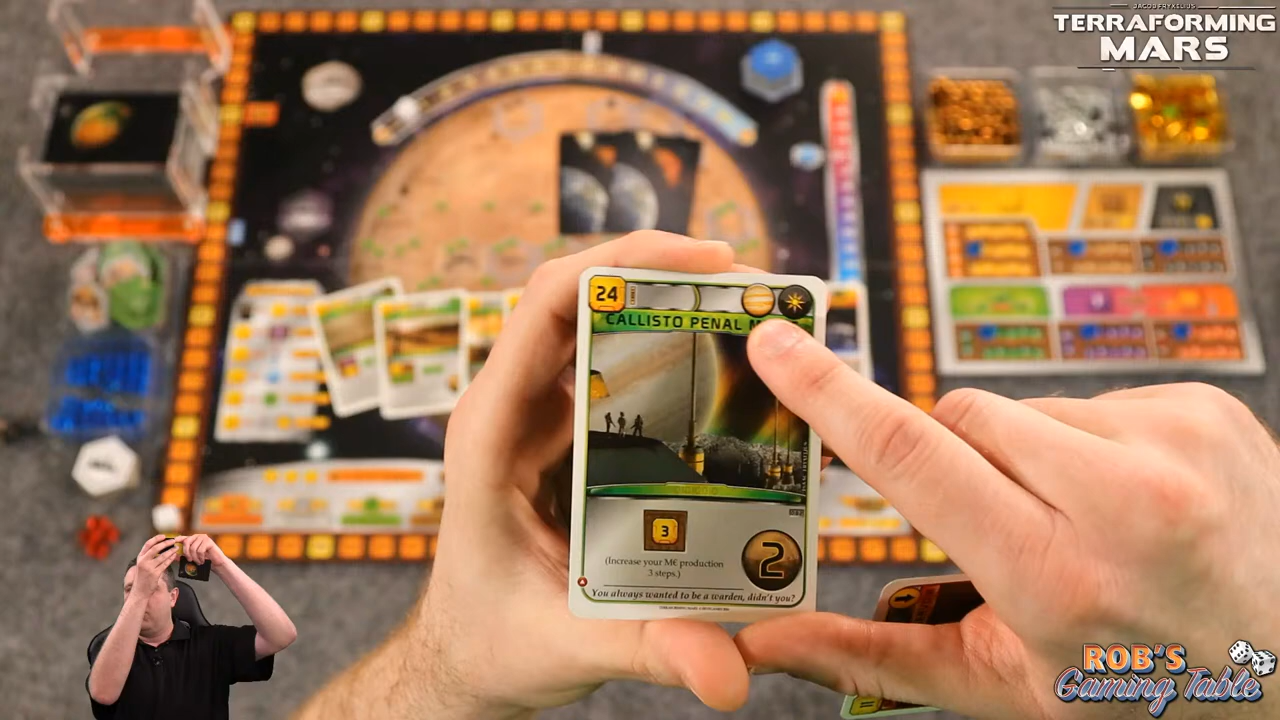 JACOB FRYXELIUS
TERRAFORMING
MARS
24
CALLISTO PENAL M
3
(Increase your M€ production
3 steps.)
2
You always wanted to be a warden, didn't you?
ROB'S
Gaming Table